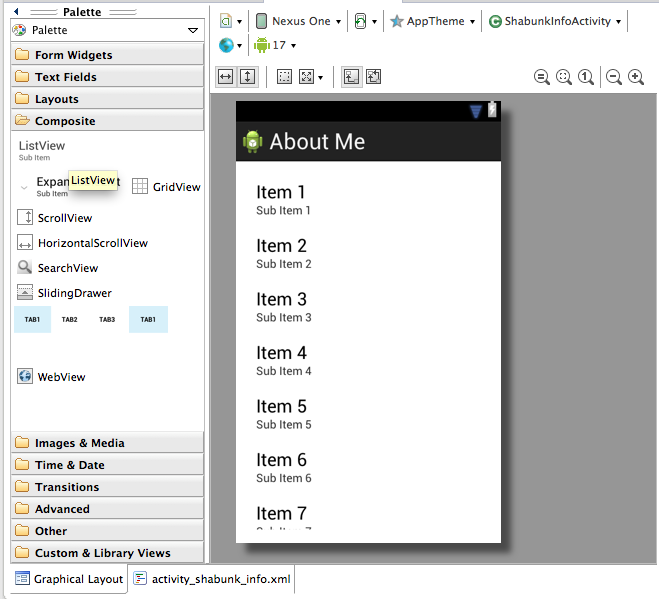 Palette
Palette
Form Widgets
Text Fields
Layouts
Composite
ListView
Sub Item
Expan t
Sub Item
ListView
GridView
ScrollView
HorizontalScrollView
SearchView
SlidingDrawer
TAB1 TAB2 TAB3 TAB1
WebView
Images & Media
Time & Date
Transitions
Advanced
Other
Custom & Library Views
Graphical Layout
activity_shabunk_info.xml
Nexus One
AppTheme
ShabunkInfoActivity
17
About Me
Item 1
Sub Item 1
Item 2
Sub Item 2
Item 3
Sub Item 3
Item 4
Sub Item 4
Item 5
Sub Item 5
Item 6
Sub Item 6
Item 7
Sub Item 7